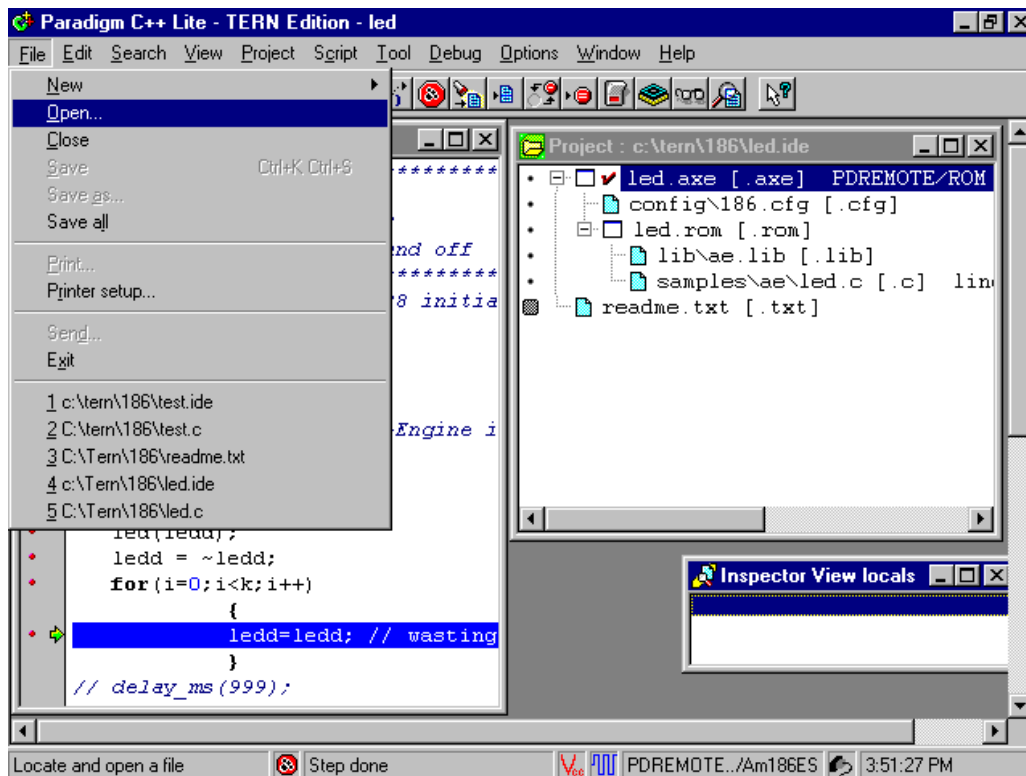 Paradigm C++ Lite - TERN Edition - led
File Edit Search View Project Script Tool Debug Options Window Help
New
Open...
Close
Save Ctrl+K Ctrl+S
Save as...
Save all
Print...
Printer setup...
Send...
Exit
1 c:\tern\186\test.ide
2 C:\tern\186\test.c
3 C:\Tern\186\readme.txt
4 c:\Tern\186\led.ide
5 C:\Tern\186\led.c
********
nd off
********
8 initia
Engine i
led(ledd);
ledd = ~ledd;
for(i=0;i<k;i++)
{
ledd=ledd; // wasting
}
// delay_ms(999);
Project : c:\tern\186\led.ide
led.axe [.axe] PDREMOTE/ROM
config\186.cfg [.cfg]
led.rom [.rom]
lib\ae.lib [.lib]
samples\ae\led.c [.c] lin
readme.txt [.txt]
Inspector View locals
Locate and open a file Step done Vcc PDREMOTE../Am186ES 3:51:27 PM